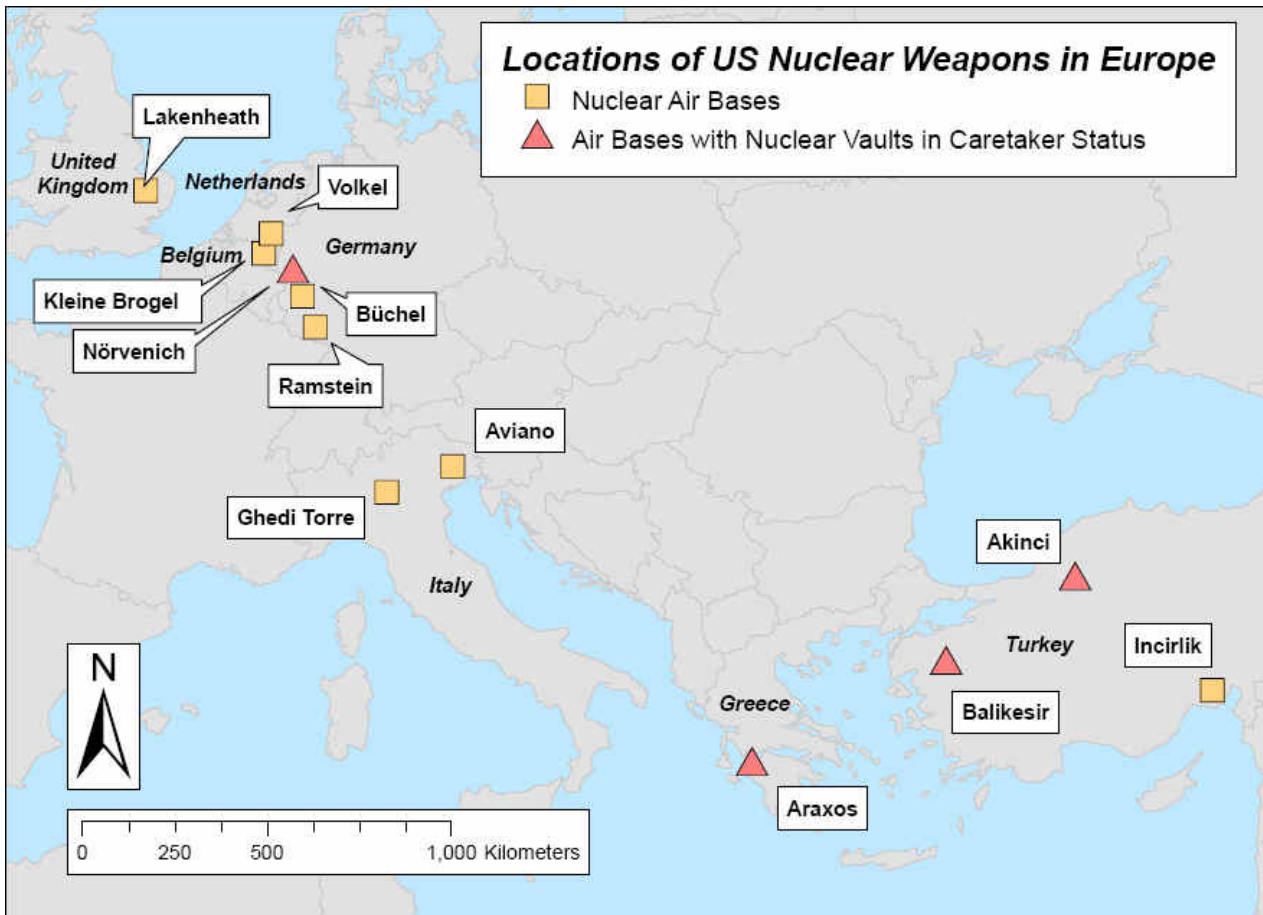 Locations of US Nuclear Weapons in Europe
Nuclear Air Bases
Air Bases with Nuclear Vaults in Caretaker Status
Lakenheath
United
Kingdom
Netherlands
Volkel
Belgium
Germany
Kleine Brogel
Büchel
Nörvenich
Ramstein
Aviano
Ghedi Torre
Italy
Akinci
Turkey
Incirlik
Balikesir
Greece
Araxos
N
0 250 500 1,000 Kilometers